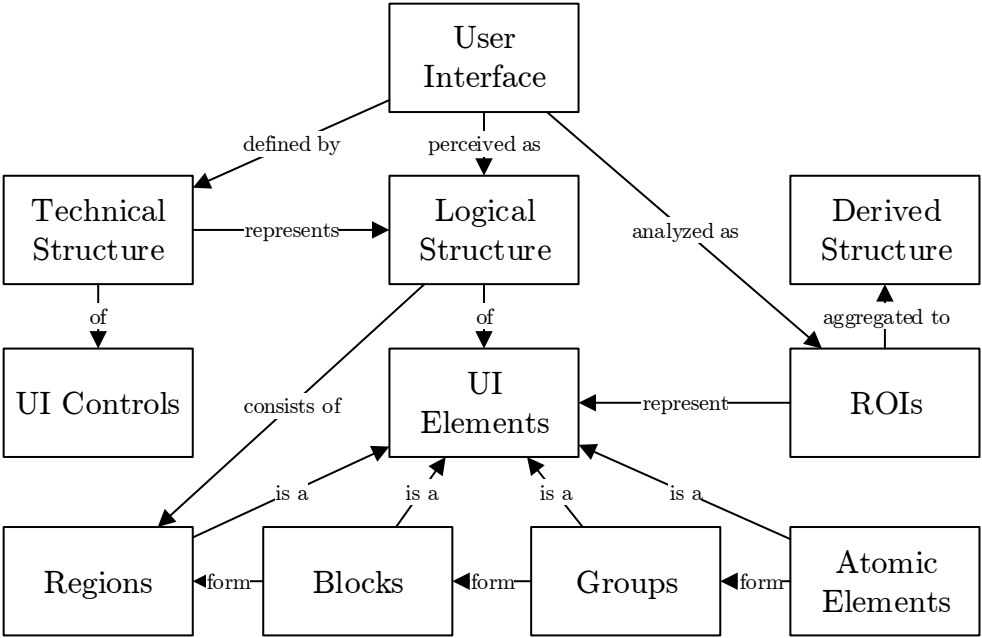 User
Interface
defined by
perceived as
Technical
Structure
represents
Logical
Structure
analyzed as
Derived
Structure
of
of
aggregated to
UI Controls
consists of
UI
Elements
represent
ROIs
is a
is a
is a
is a
Regions
form
Blocks
form
Groups
form
Atomic
Elements